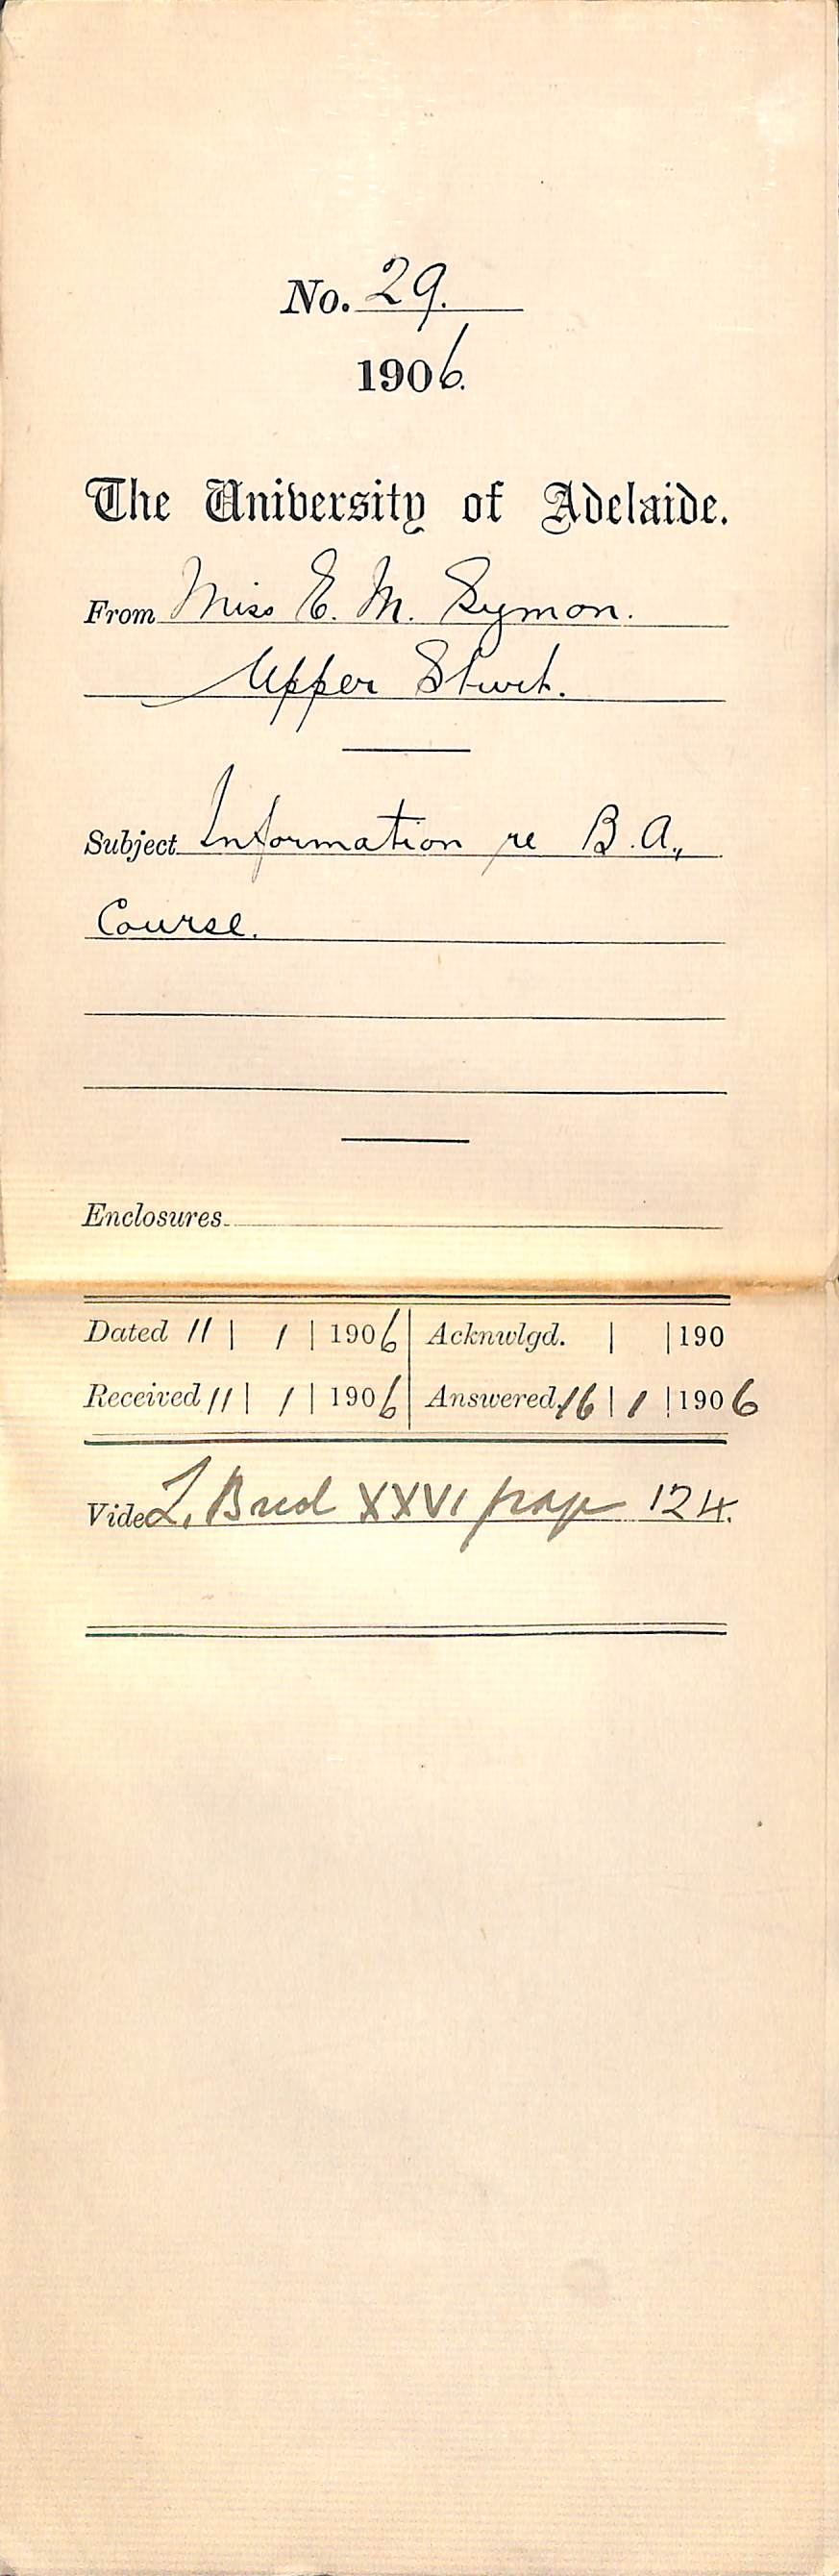 No. 29.
1906.
The University of Adelaide.
From Miss E. M. Symon.
Upper Sturt.
Subject Information re B.A.,
Course.
Enclosures
Dated 11 | 1 | 1906 | Acknwlgd. | | 190
Received 11 | 1 | 1906 | Answered 16 | 1 | 1906
Vide L. XXVI page 124.